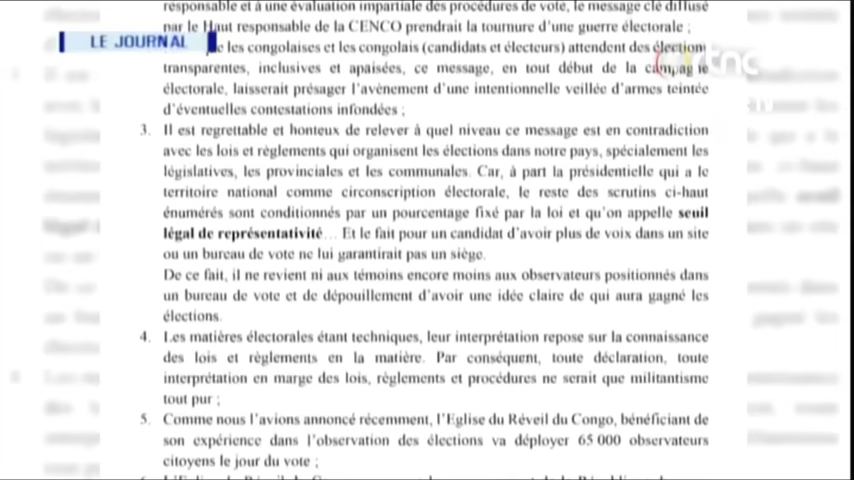 responsable et à une évaluation impartiale des procédures de vote, le message clé diffusé
par le Haut responsable de la CENCO prendrait la tournure d'une guerre électorale ;
LE JOURNAL
les congolaises et les congolais (candidats et électeurs) attendent des élections
transparentes, inclusives et apaisées, ce message, en tout début de la campagne
électorale, laisserait présager l'avènement d'une intentionnelle veillée d'armes teintée
d'éventuelles contestations infondées ;
3. Il est regrettable et honteux de relever à quel niveau ce message est en contradiction
avec les lois et règlements qui organisent les élections dans notre pays, spécialement les
législatives, les provinciales et les communales. Car, à part la présidentielle qui a le
territoire national comme circonscription électorale, le reste des scrutins ci-haut
énumérés sont conditionnés par un pourcentage fixé par la loi et qu'on appelle seuil
légal de représentativité… Et le fait pour un candidat d'avoir plus de voix dans un site
ou un bureau de vote ne lui garantirait pas un siège.
De ce fait, il ne revient ni aux témoins encore moins aux observateurs positionnés dans
un bureau de vote et de dépouillement d'avoir une idée claire de qui aura gagné les
élections.
4. Les matières électorales étant techniques, leur interprétation repose sur la connaissance
des lois et règlements en la matière. Par conséquent, toute déclaration, toute
interprétation en marge des lois, règlements et procédures ne serait que militantisme
tout pur ;
5. Comme nous l'avions annoncé récemment, l'Eglise du Réveil du Congo, bénéficiant de
son expérience dans l'observation des élections va déployer 65 000 observateurs
citoyens le jour du vote ;